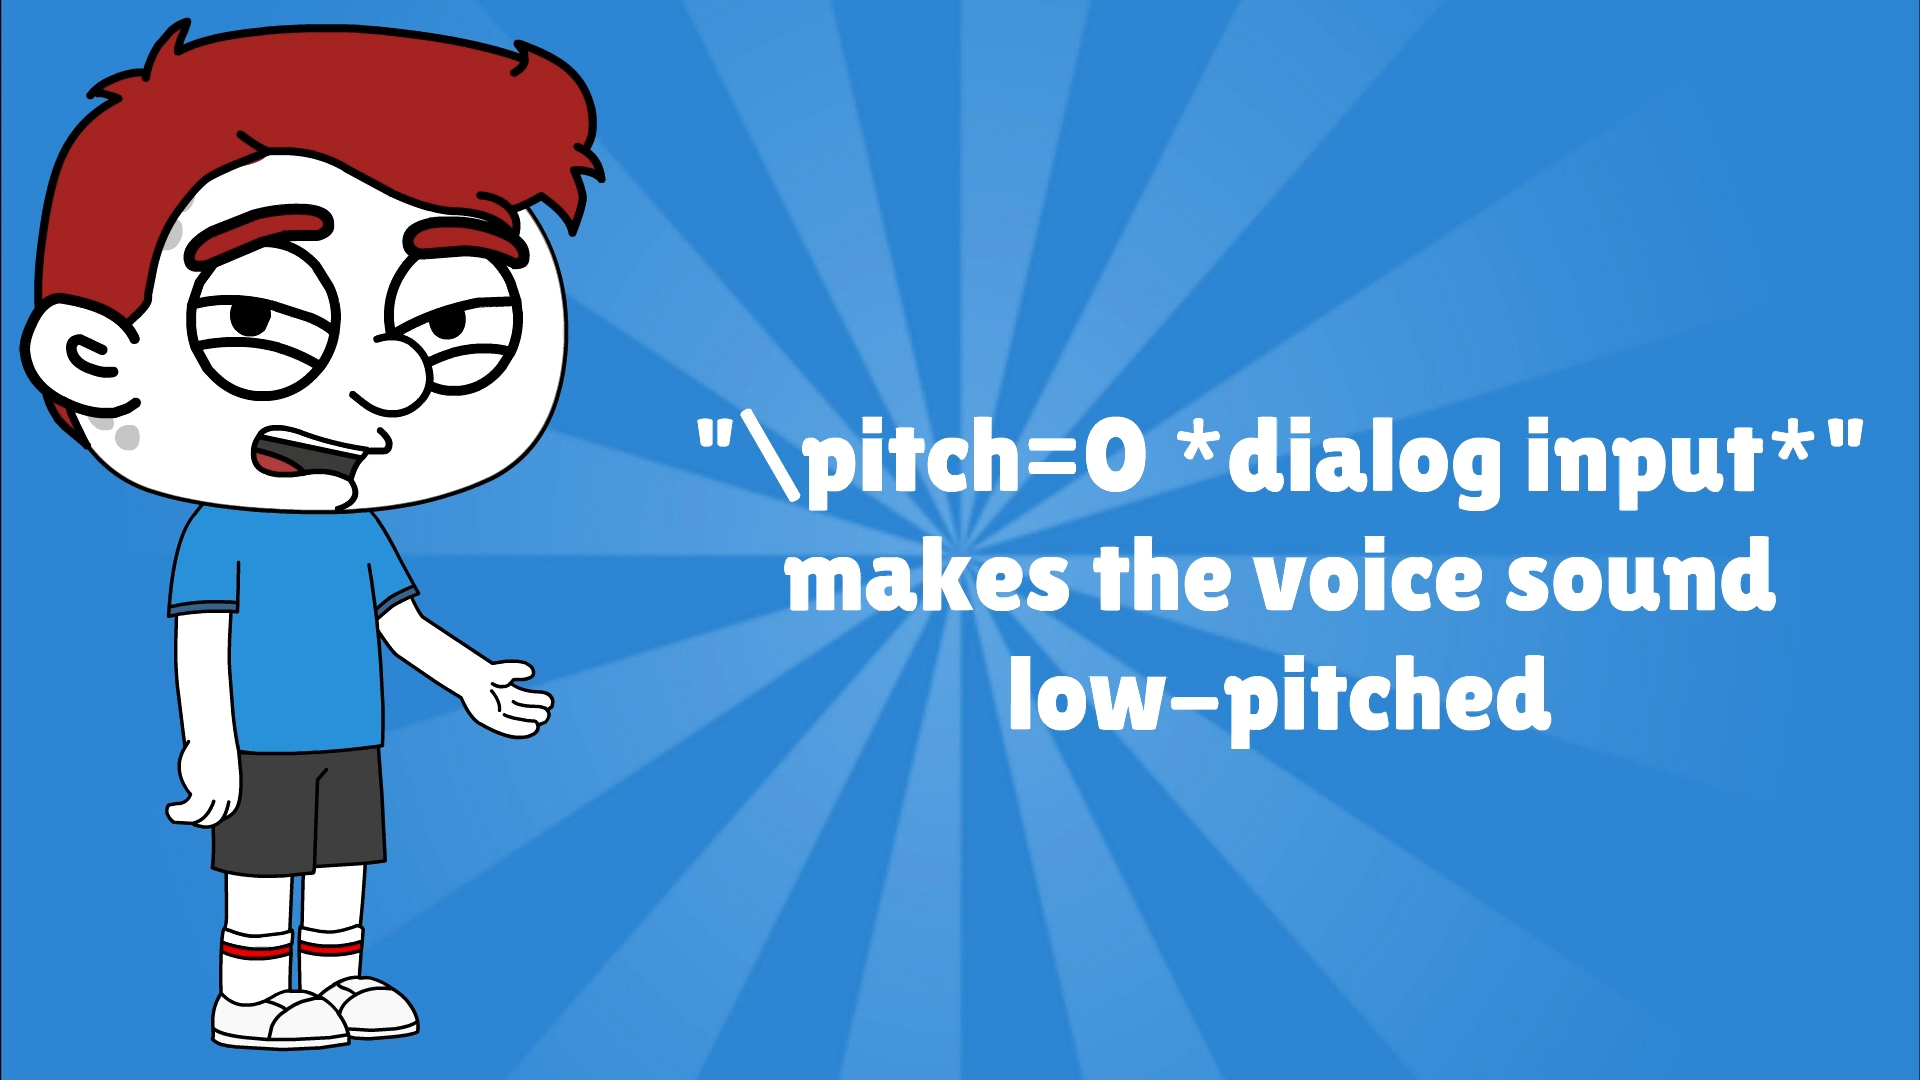 "\pitch=0 *dialog input*"
makes the voice sound
low-pitched